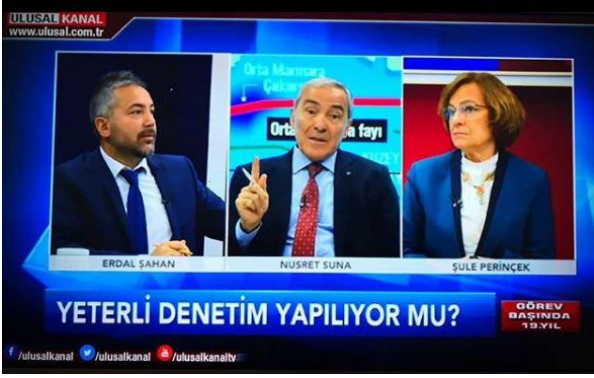 ULUSAL KANAL
www.ulusal.com.tr
Orta Marmara
Orta
a fayı
KUZEY
ERDAL ŞAHAN
NUSRET SUNA
ŞULE PERİNÇEK
YETERLİ DENETİM YAPILIYOR MU?
GÖREV
BAŞINDA
19.YIL
/ulusalkanal
/ulusalkanal
/ulusalkanaltv